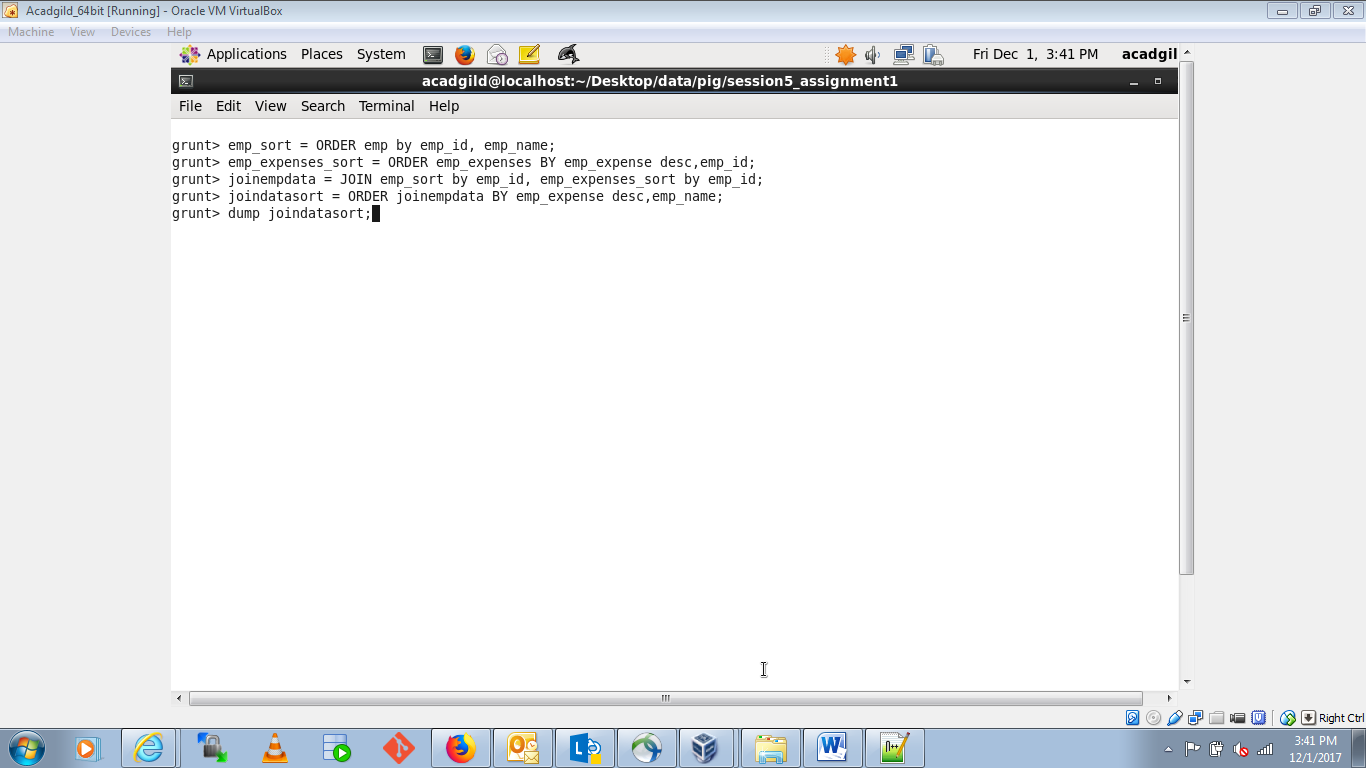 Acadgild_64bit [Running] - Oracle VM VirtualBox
Machine View Devices Help
Applications Places System Fri Dec 1, 3:41 PM acadgil
acadgild@localhost:~/Desktop/data/pig/session5_assignment1
File Edit View Search Terminal Help
grunt> emp_sort = ORDER emp by emp_id, emp_name;
grunt> emp_expenses_sort = ORDER emp_expenses BY emp_expense desc,emp_id;
grunt> joinempdata = JOIN emp_sort by emp_id, emp_expenses_sort by emp_id;
grunt> joindatasort = ORDER joinempdata BY emp_expense desc,emp_name;
grunt> dump joindatasort;
Right Ctrl
3:41 PM
12/1/2017